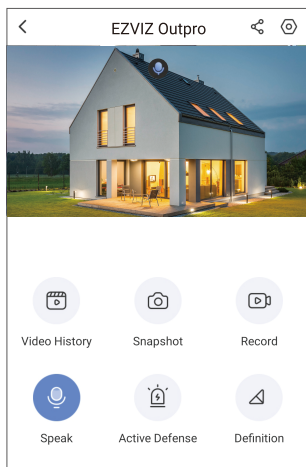 EZVIZ Outpro
Video History
Snapshot
Record
Speak
Active Defense
Definition